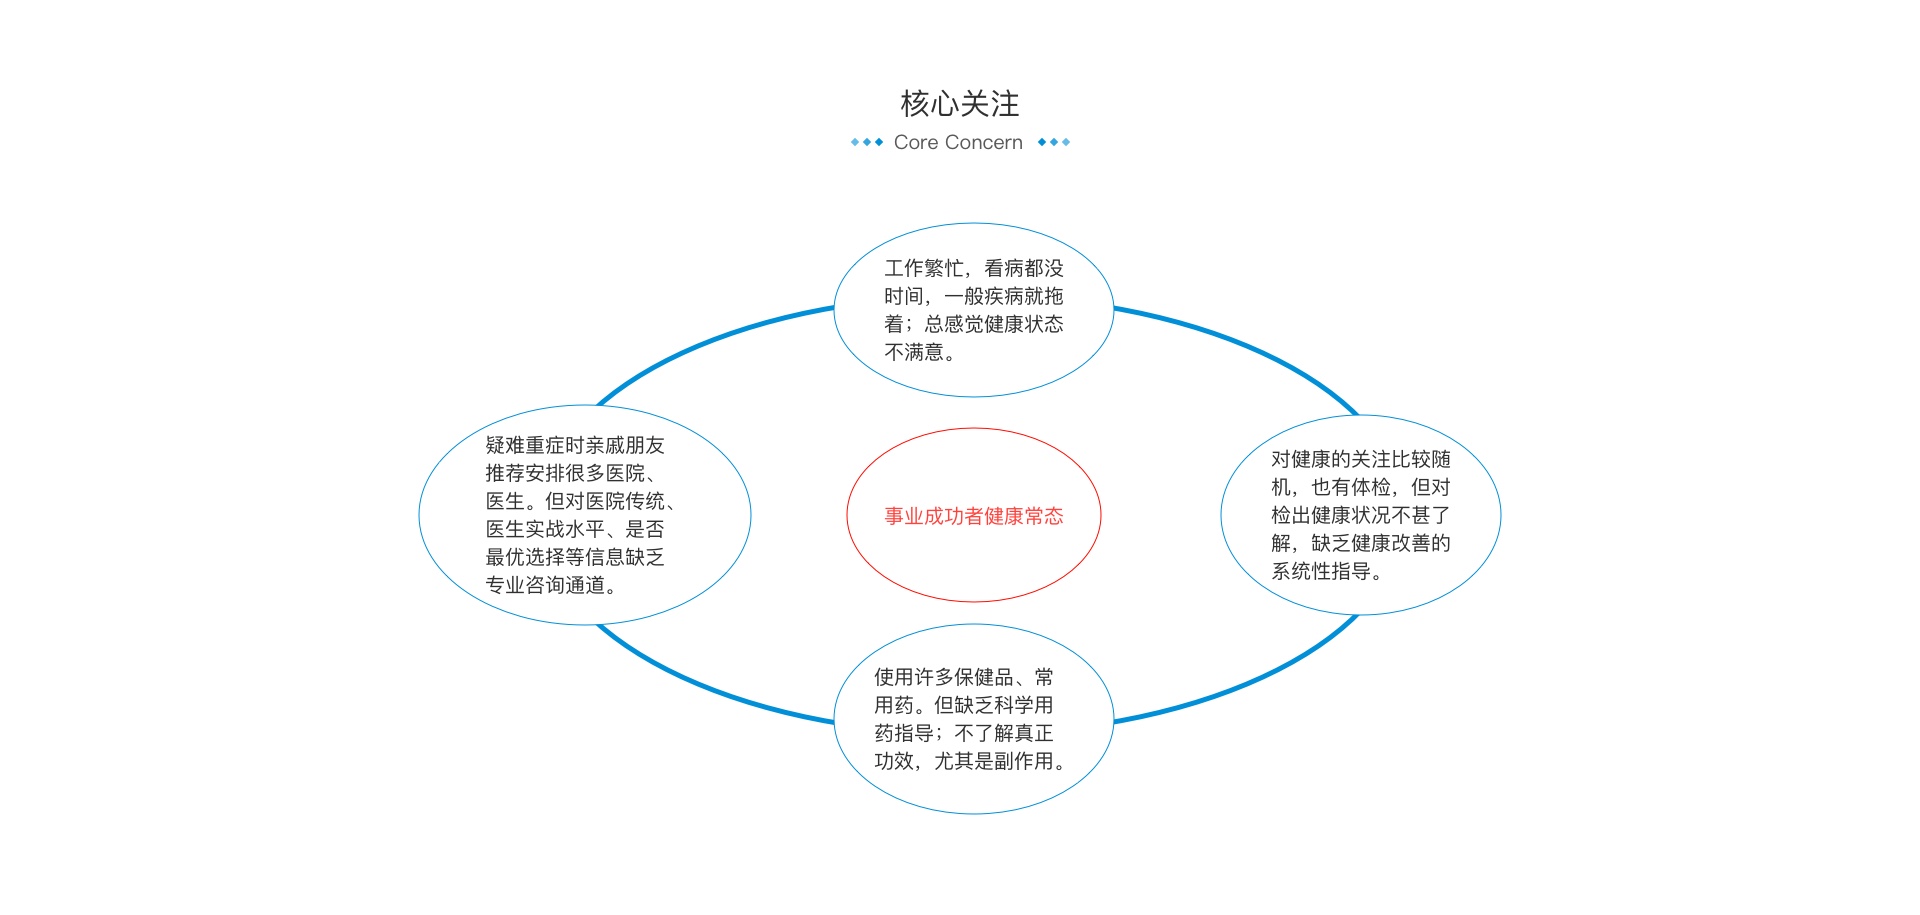 核心关注
Core Concern
工作繁忙，看病都没
时间，一般疾病就拖
着；总感觉健康状态
不满意。
疑难重症时亲戚朋友
推荐安排很多医院、
医生。但对医院传统、
医生实战水平、是否
最优选择等信息缺乏
专业咨询通道。
事业成功者健康常态
对健康的关注比较随
机，也有体检，但对
检出健康状况不甚了
解，缺乏健康改善的
系统性指导。
使用许多保健品、常
用药。但缺乏科学用
药指导；不了解真正
功效，尤其是副作用。